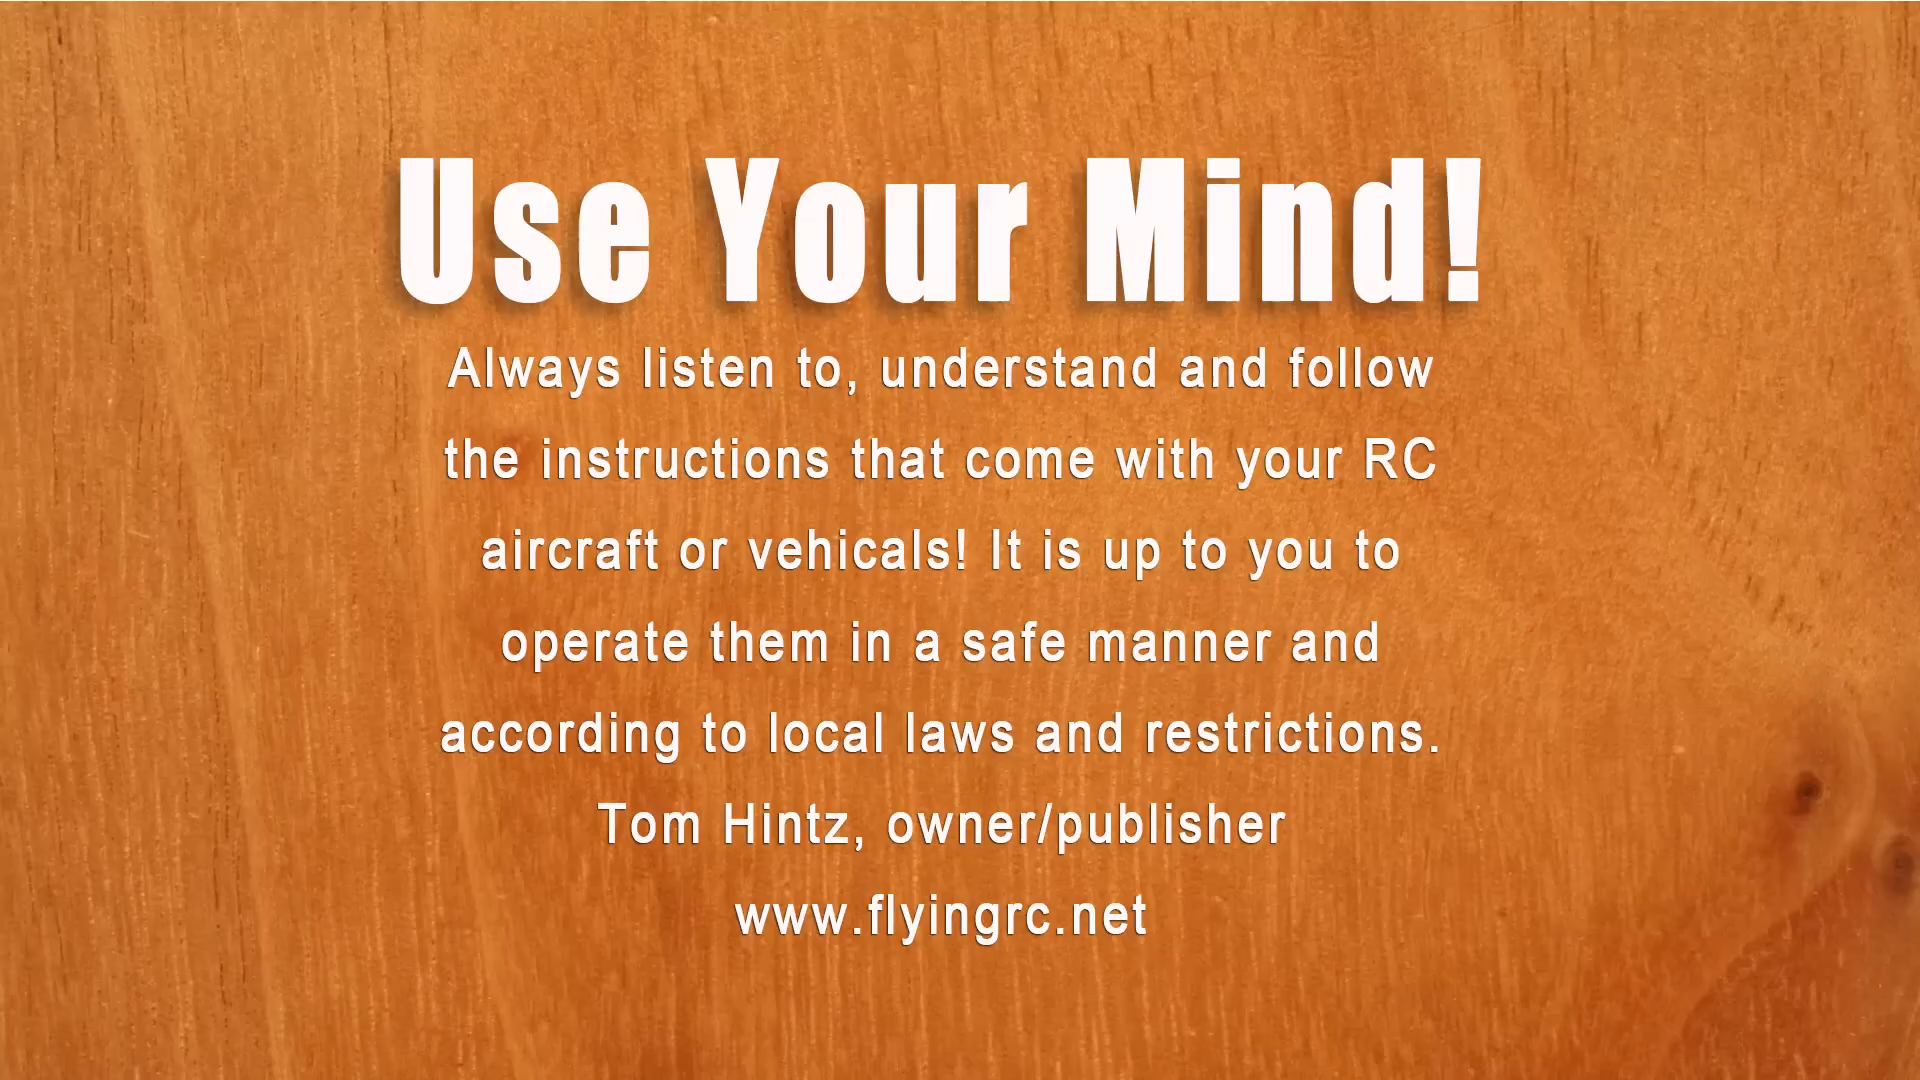 Use Your Mind!
Always listen to, understand and follow
the instructions that come with your RC
aircraft or vehicals! It is up to you to
operate them in a safe manner and
according to local laws and restrictions.
Tom Hintz, owner/publisher
www.flyingrc.net